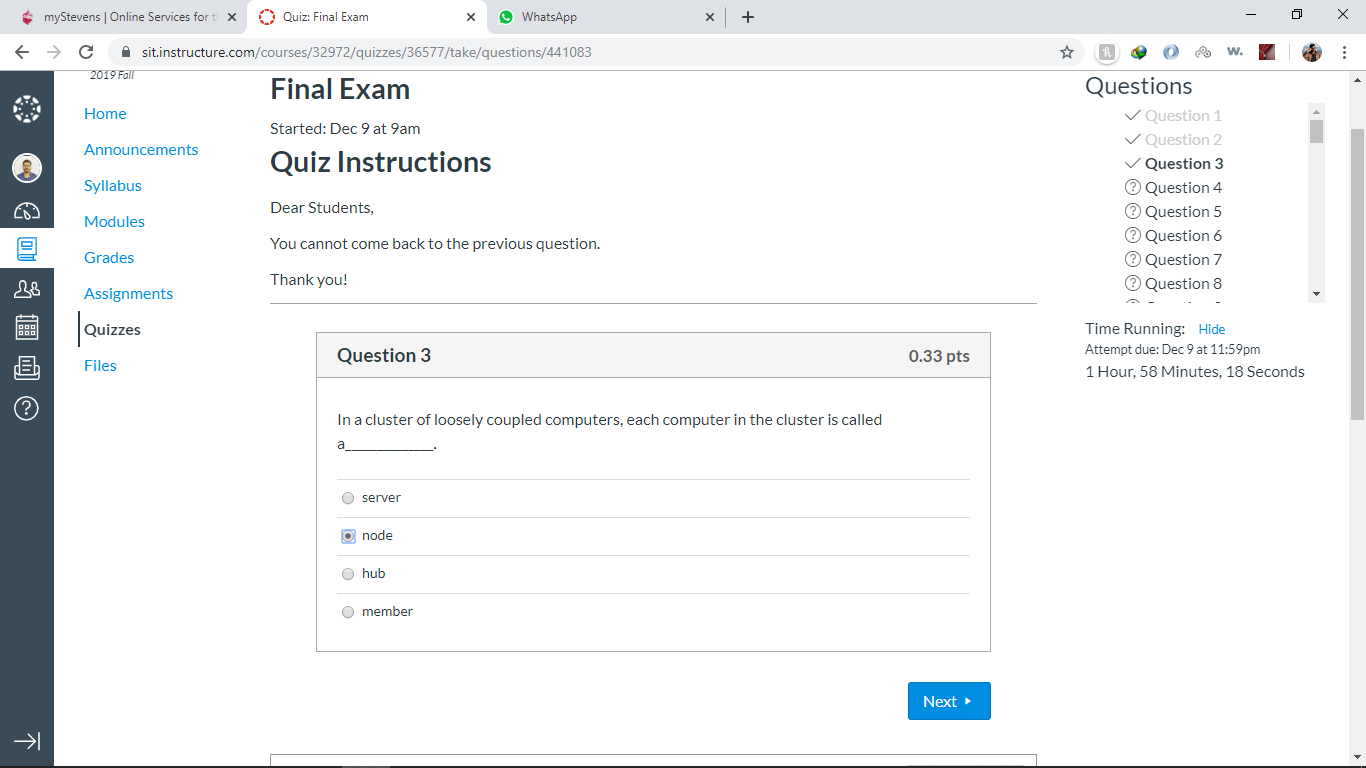 myStevens | Online Services for t
Quiz: Final Exam
WhatsApp
sit.instructure.com/courses/32972/quizzes/36577/take/questions/441083
2019 Fall
Home
Announcements
Syllabus
Modules
Grades
Assignments
Quizzes
Files
Final Exam
Started: Dec 9 at 9am
Quiz Instructions
Dear Students,
You cannot come back to the previous question.
Thank you!
Question 3
0.33 pts
In a cluster of loosely coupled computers, each computer in the cluster is called
a______________.
server
node
hub
member
Next
Questions
Question 1
Question 2
Question 3
Question 4
Question 5
Question 6
Question 7
Question 8
Time Running: Hide
Attempt due: Dec 9 at 11:59pm
1 Hour, 58 Minutes, 18 Seconds